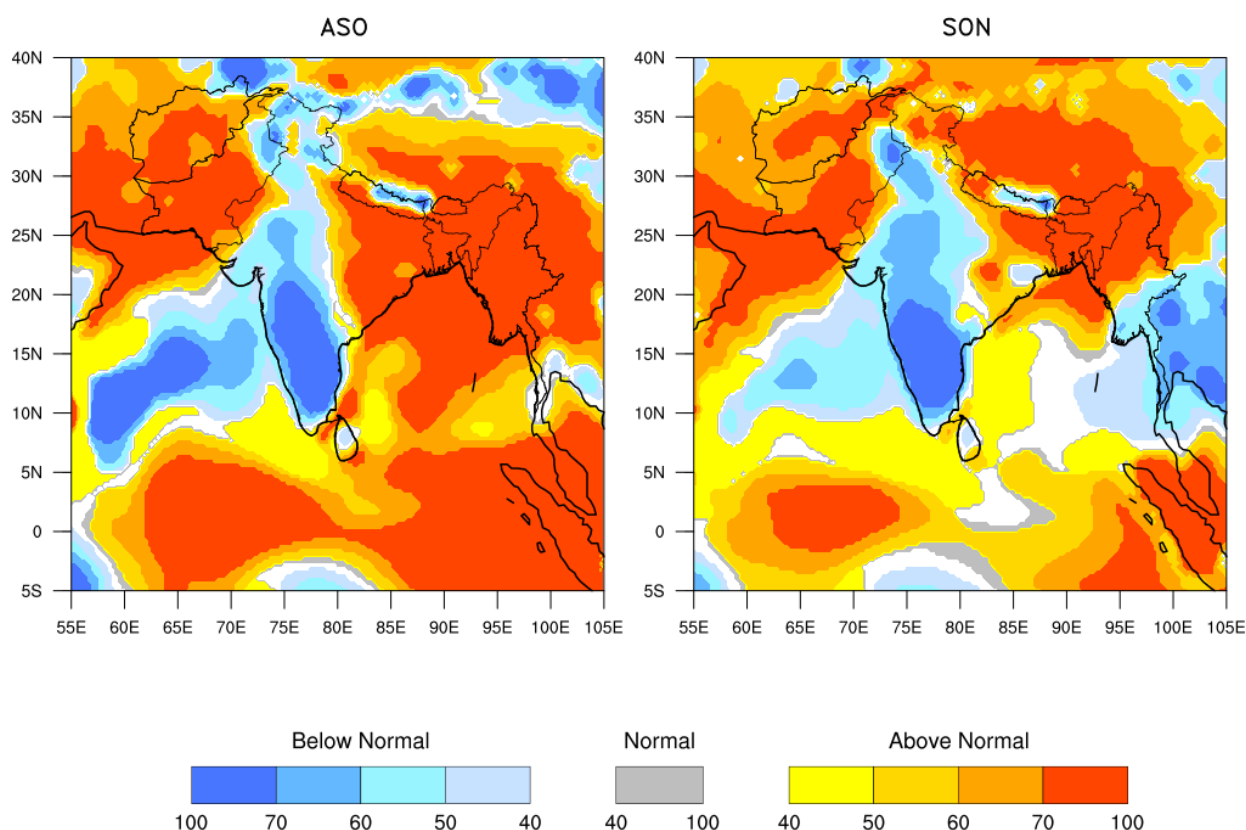 ASO
SON
40N
35N
30N
25N
20N
15N
10N
5N
0
5S
55E 60E 65E 70E 75E 80E 85E 90E 95E 100E 105E
40N
35N
30N
25N
20N
15N
10N
5N
0
5S
55E 60E 65E 70E 75E 80E 85E 90E 95E 100E 105E
Below Normal
100 70 60 50 40
Normal
40 100
Above Normal
40 50 60 70 100